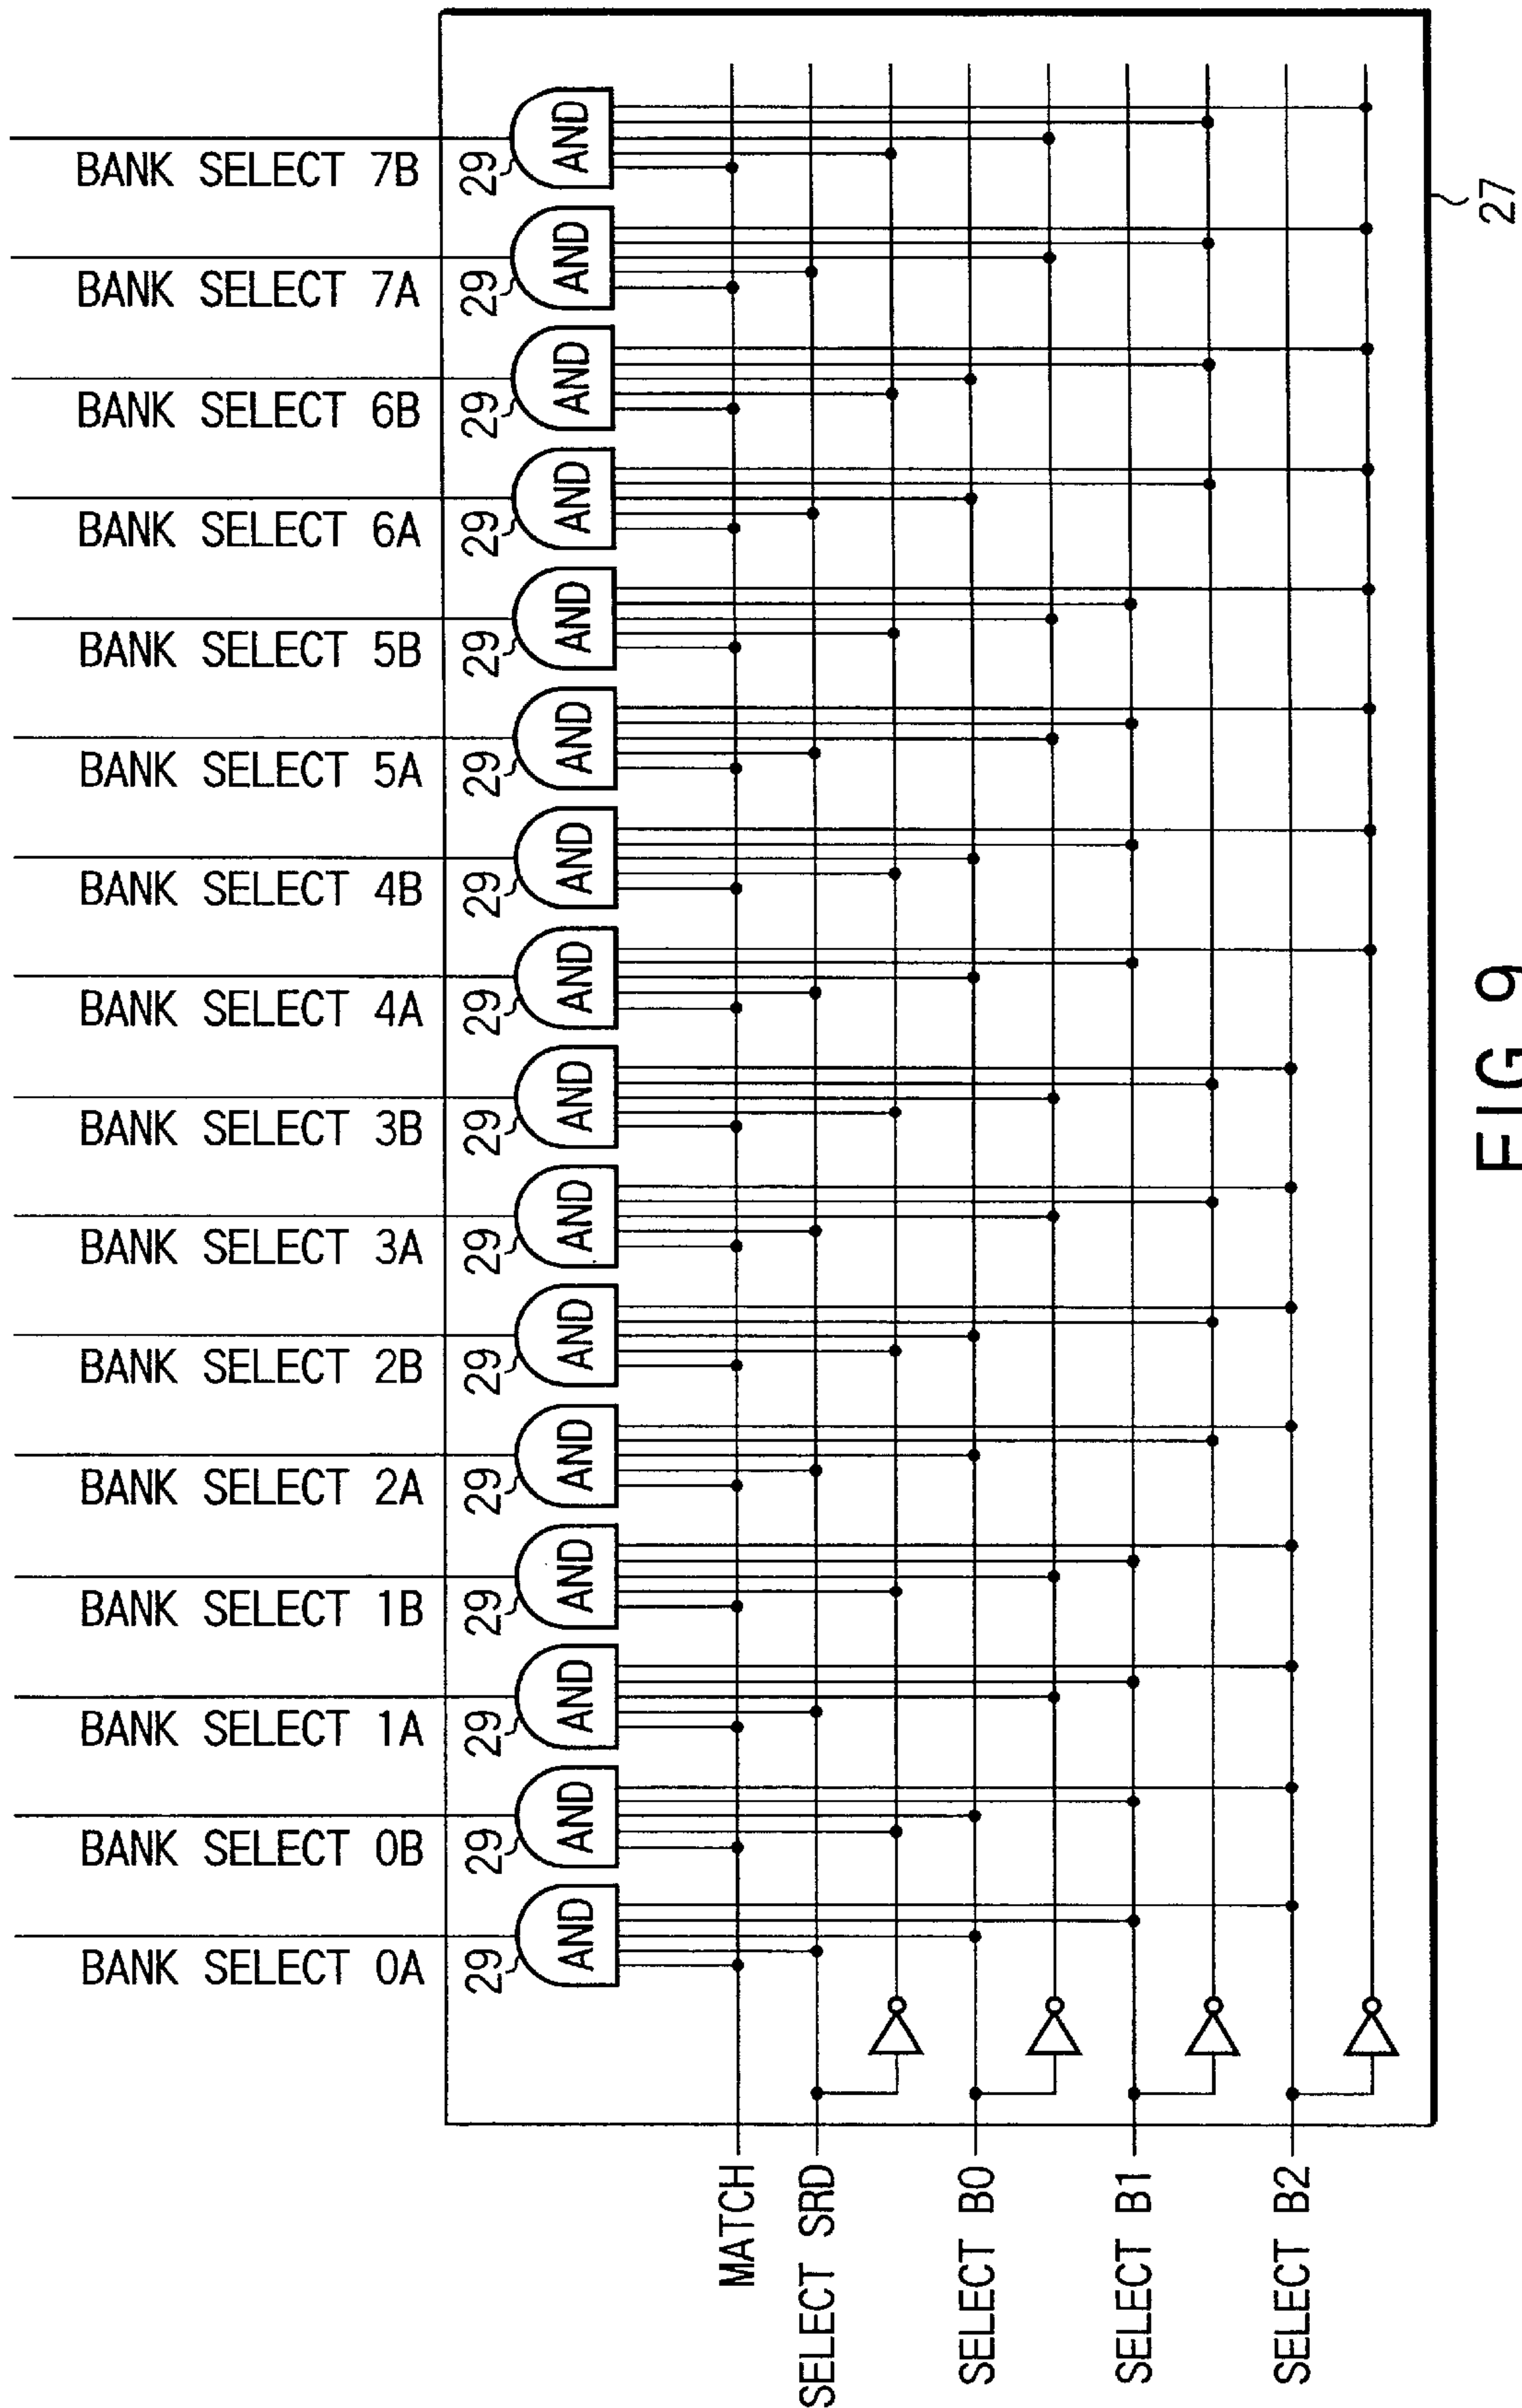 BANK SELECT 0A
BANK SELECT 0B
BANK SELECT 1A
BANK SELECT 1B
BANK SELECT 2A
BANK SELECT 2B
BANK SELECT 3A
BANK SELECT 3B
BANK SELECT 4A
BANK SELECT 4B
BANK SELECT 5A
BANK SELECT 5B
BANK SELECT 6A
BANK SELECT 6B
BANK SELECT 7A
BANK SELECT 7B
29 29 29 29 29 29 29 29 29 29 29 29 29 29 29 29
AND AND AND AND AND AND AND AND AND AND AND AND AND AND AND AND
MATCH
SELECT SRD
SELECT B0
SELECT B1
SELECT B2
27
FIG 9